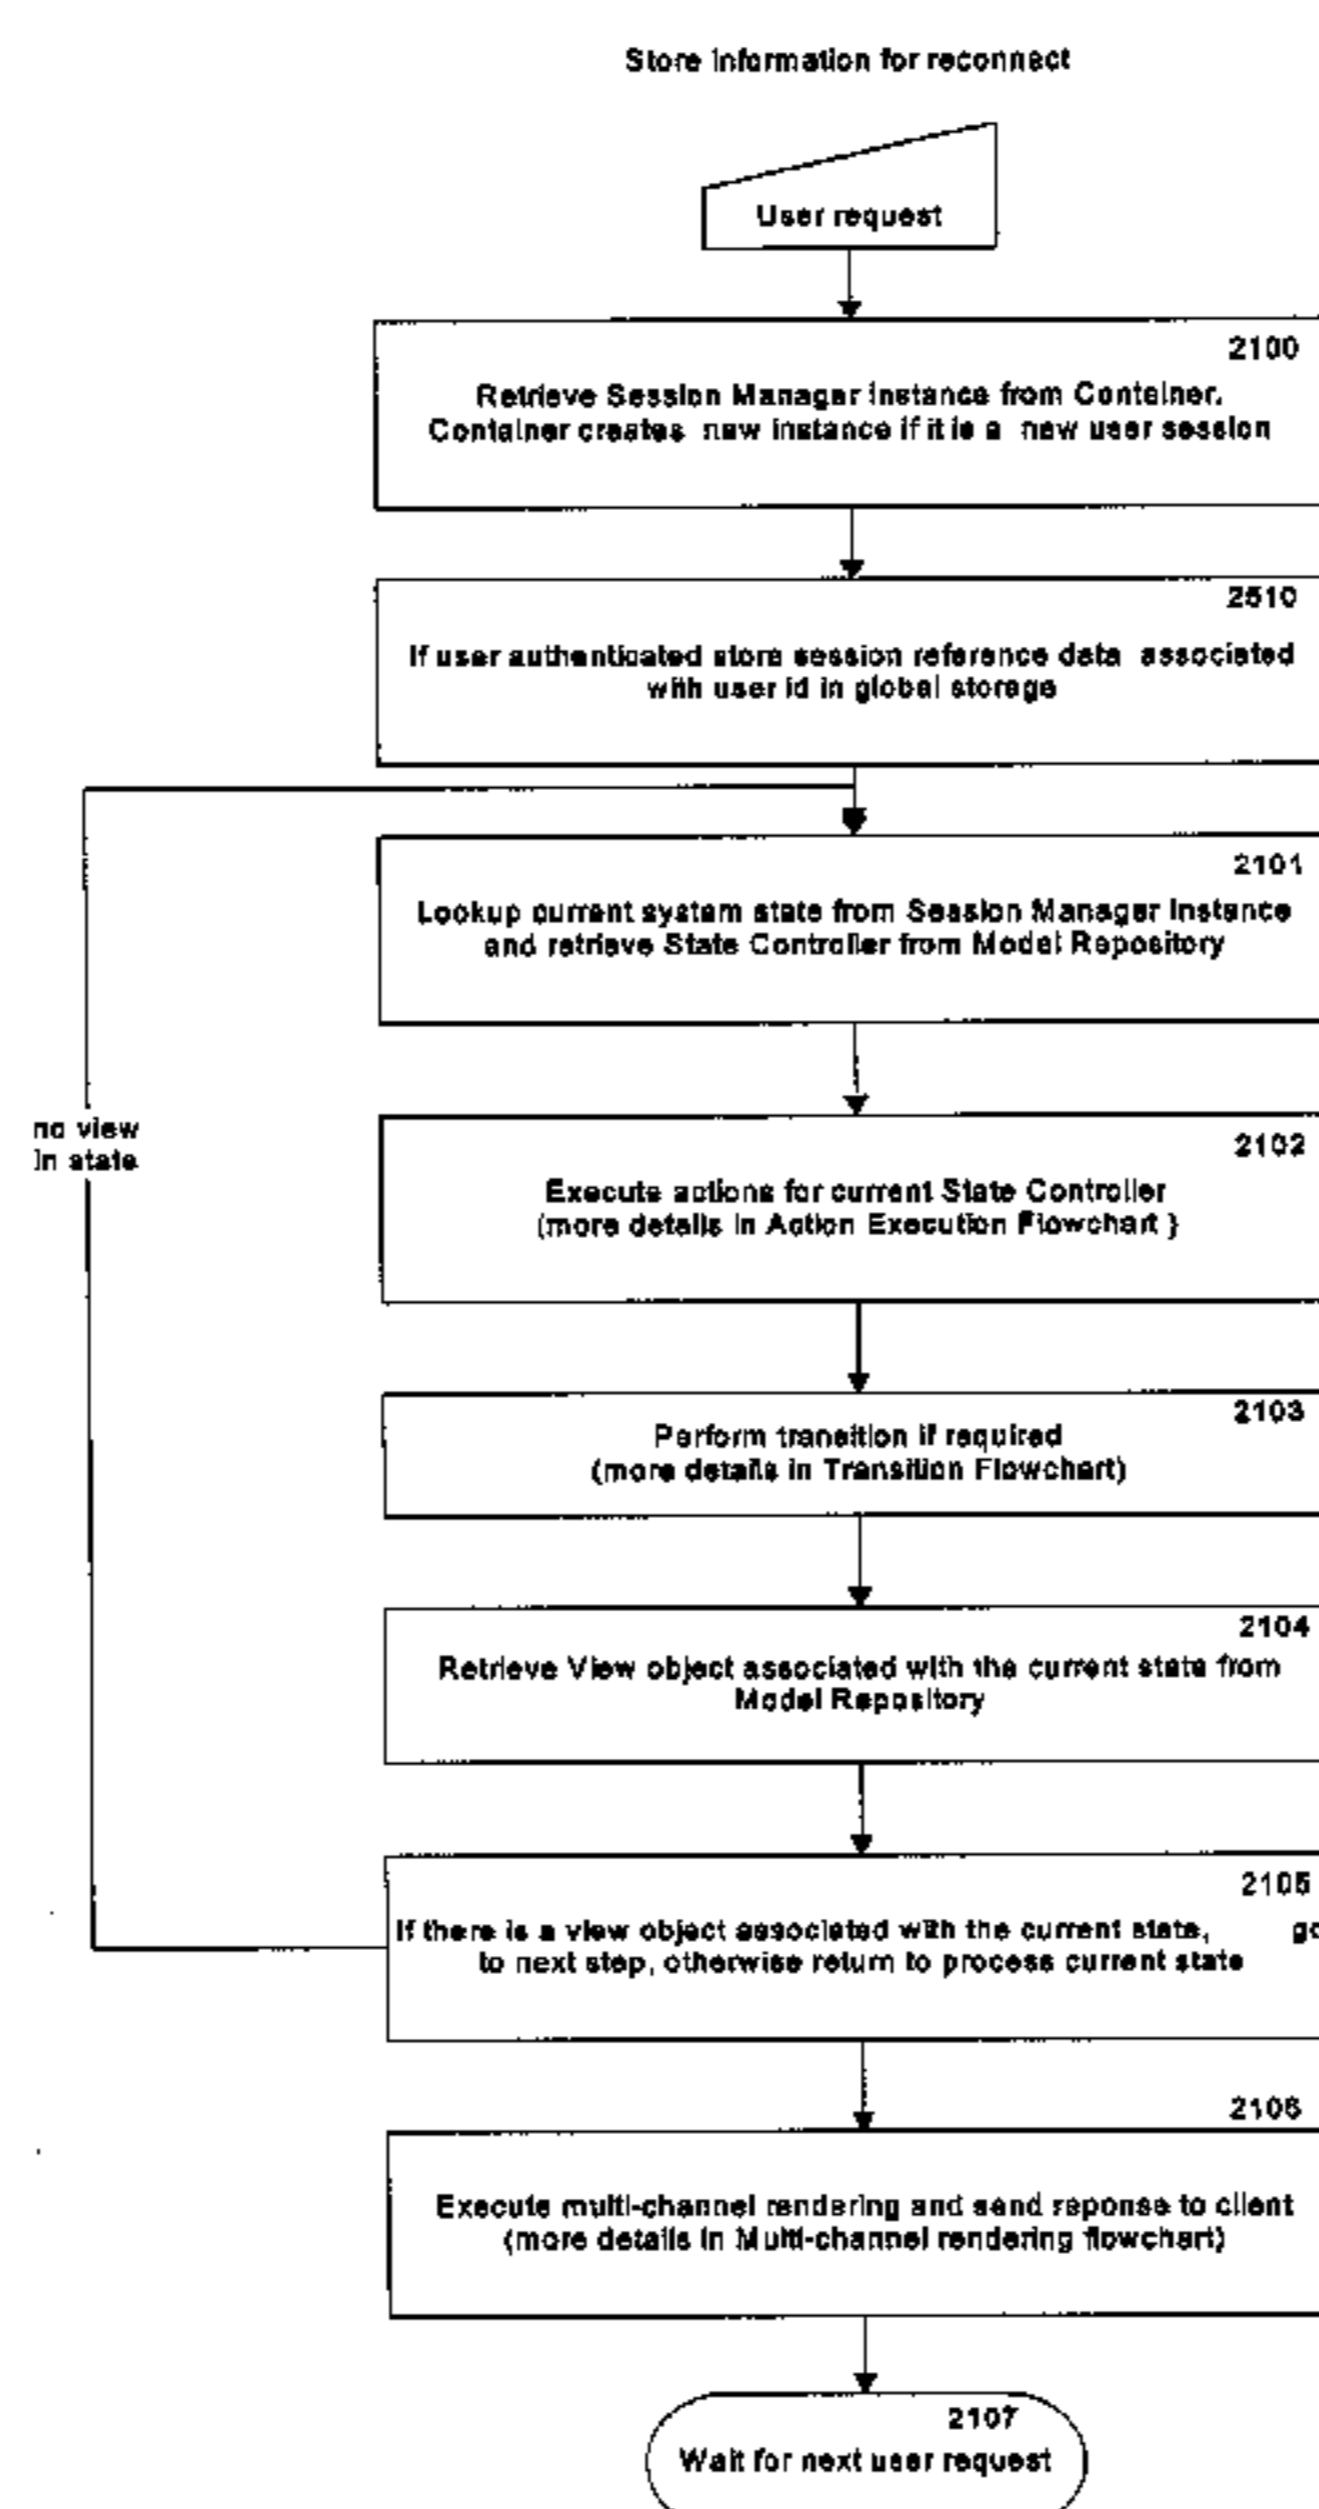 Store information for reconnect
User request
2100
Retrieve Session Manager instance from Container.
Container creates new instance if it is a new user session
2510
If user authenticated store session reference data associated
with user id in global storage
2101
Lookup current system state from Session Manager instance
and retrieve State Controller from Model Repository
no view
in state
2102
Execute actions for current State Controller
(more details in Action Execution Flowchart )
2103
Perform transition if required
(more details in Transition Flowchart)
2104
Retrieve View object associated with the current state from
Model Repository
2105
If there is a view object associated with the current state, go
to next step, otherwise return to process current state
2106
Execute multi-channel rendering and send reponse to client
(more details in Multi-channel rendering flowchart)
2107
Wait for next user request